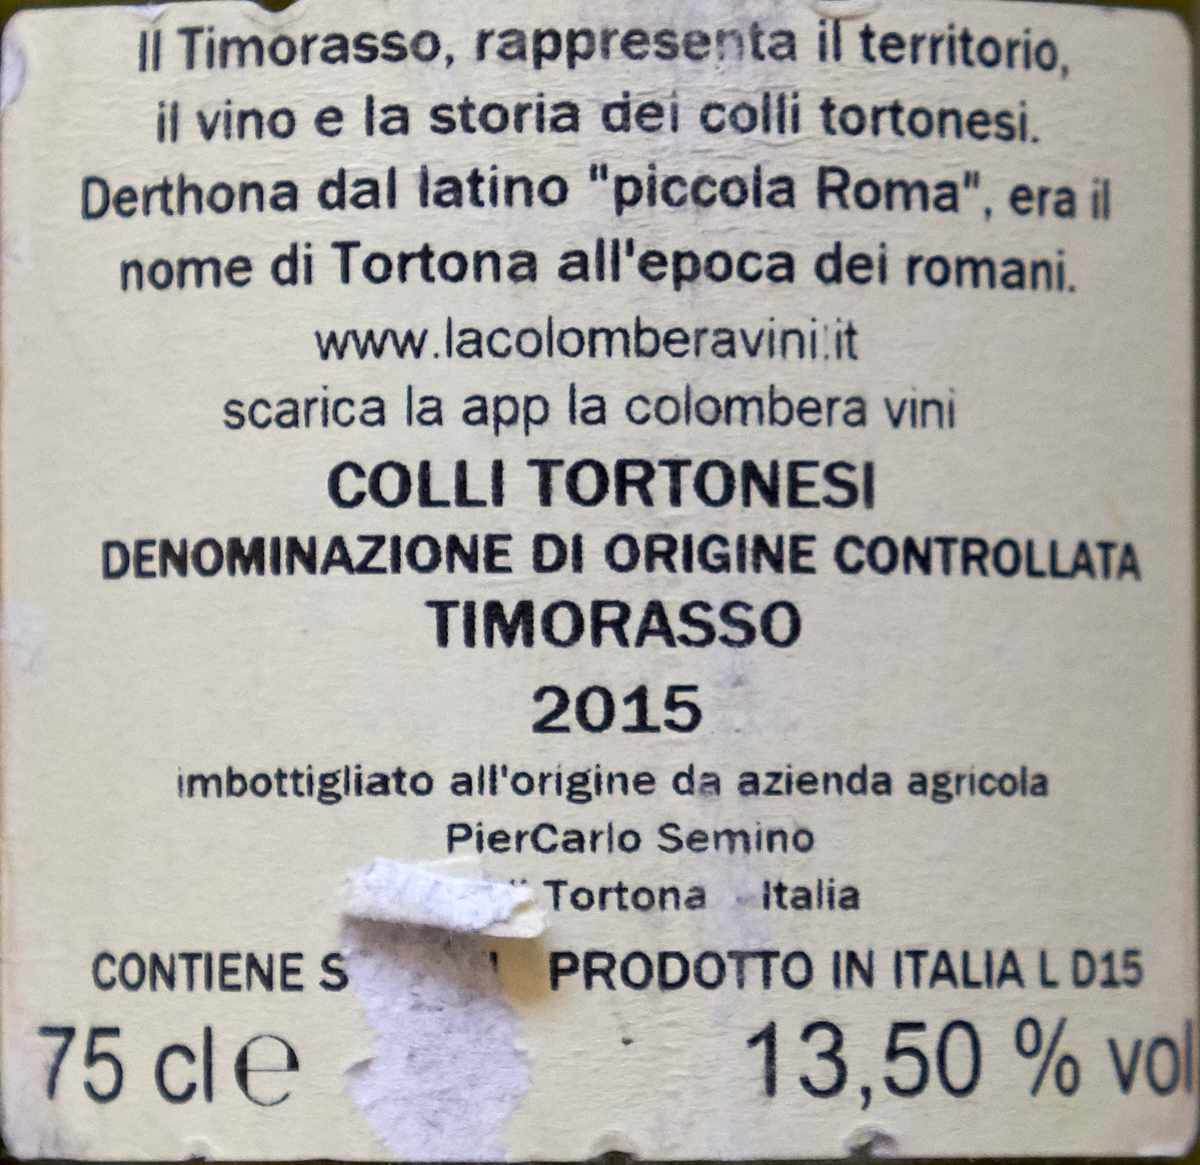 Il Timorasso, rappresenta il territorio,
il vino e la storia dei colli tortonesi.
Derthona dal latino "piccola Roma", era il
nome di Tortona all'epoca dei romani.
www.lacolomberavini.it
scarica la app la colombera vini
COLLI TORTONESI
DENOMINAZIONE DI ORIGINE CONTROLLATA
TIMORASSO
2015
imbottigliato all'origine da azienda agricola
PierCarlo Semino
Tortona - Italia
CONTIENE PRODOTTO IN ITALIA L D15
75 cl e 13,50 % vol